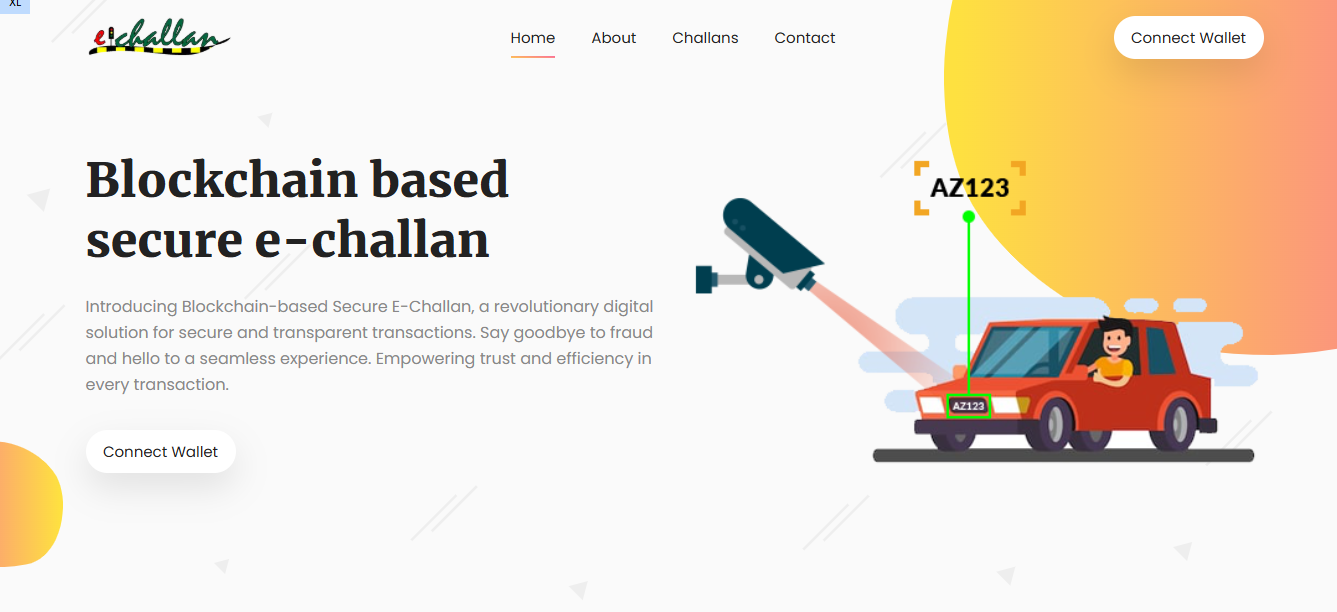 XL
e-challan
Home About Challans Contact
Connect Wallet
Blockchain based
secure e-challan
Introducing Blockchain-based Secure E-Challan, a revolutionary digital
solution for secure and transparent transactions. Say goodbye to fraud
and hello to a seamless experience. Empowering trust and efficiency in
every transaction.
Connect Wallet
AZ123
AZ123